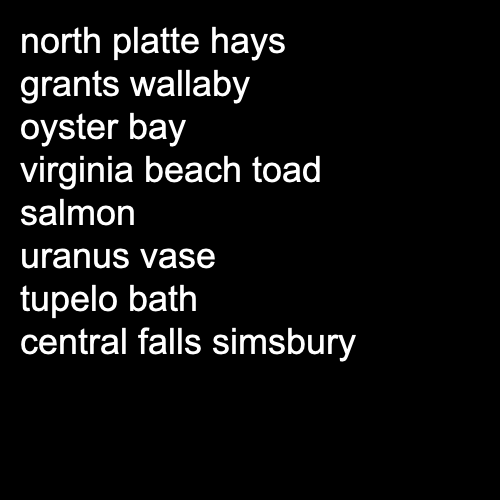 north platte hays
grants wallaby
oyster bay
virginia beach toad
salmon
uranus vase
tupelo bath
central falls simsbury